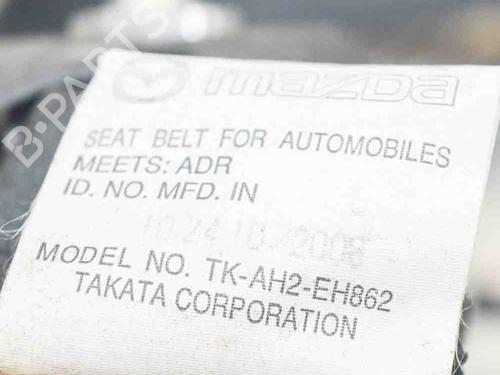 B-PARTS
mazda
SEAT BELT FOR AUTOMOBILES
MEETS: ADR
ID. NO. MFD. IN
MODEL NO. TK-AH2-EH862
TAKATA CORPORATION